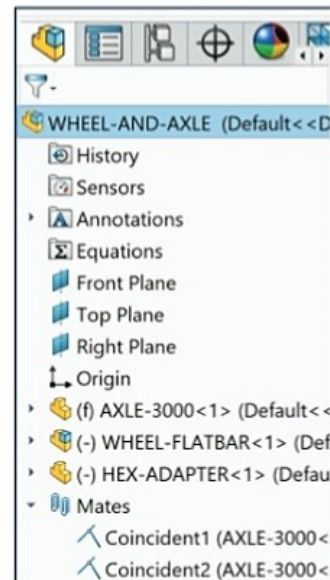 WHEEL-AND-AXLE (Default<<D
History
Sensors
A Annotations
Σ Equations
Front Plane
Top Plane
Right Plane
Origin
(f) AXLE-3000<1> (Default<<
(-) WHEEL-FLATBAR<1> (Def
(-) HEX-ADAPTER<1> (Defau
Mates
Coincident1 (AXLE-3000<
Coincident2 (AXLE-3000<